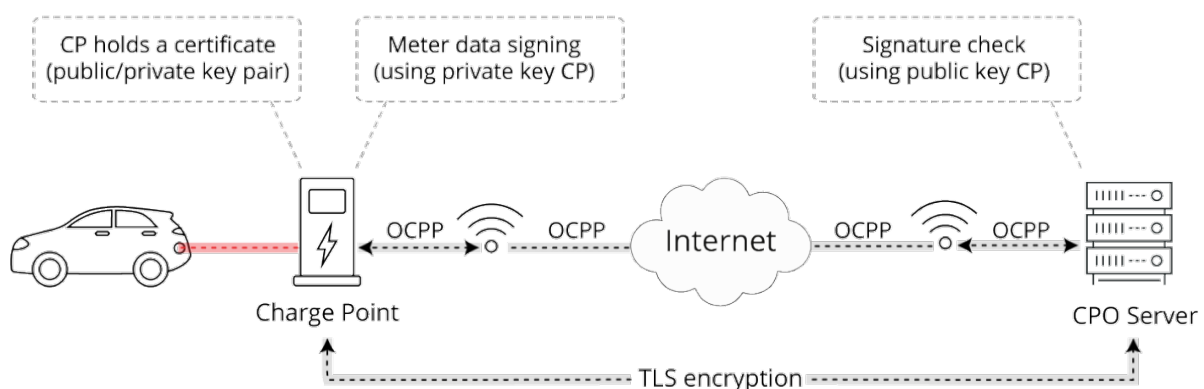 CP holds a certificate
(public/private key pair)
Meter data signing
(using private key CP)
Signature check
(using public key CP)
OCPP
OCPP
Internet
OCPP
OCPP
Charge Point
CPO Server
TLS encryption